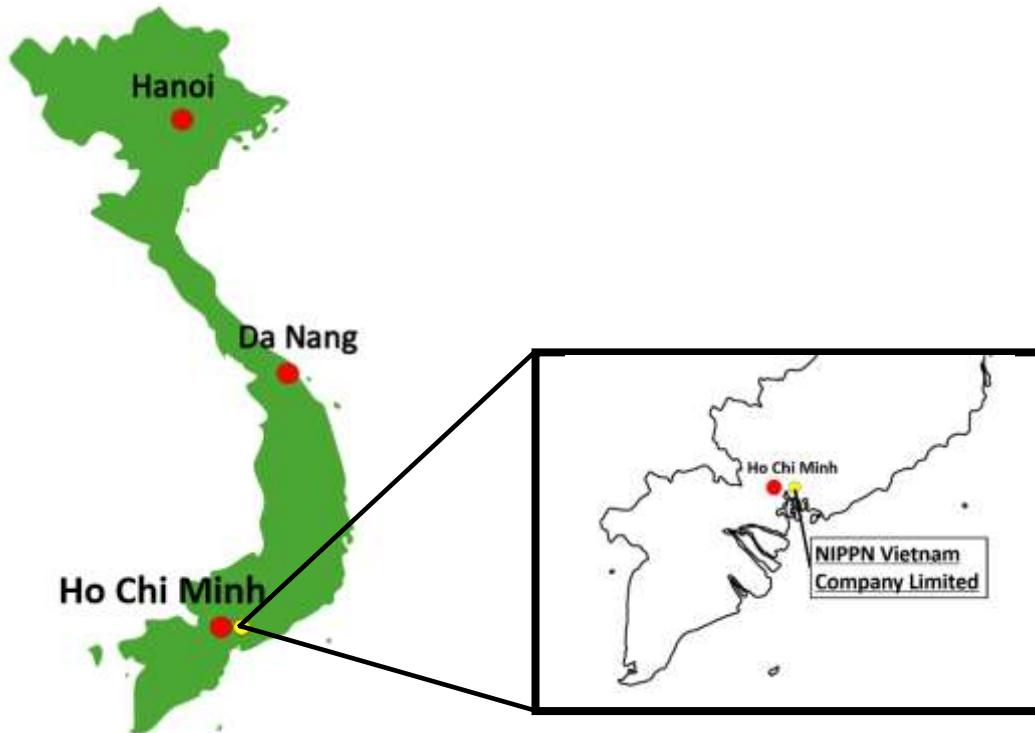 Hanoi
Da Nang
Ho Chi Minh
Ho Chi Minh
NIPPN Vietnam
Company Limited